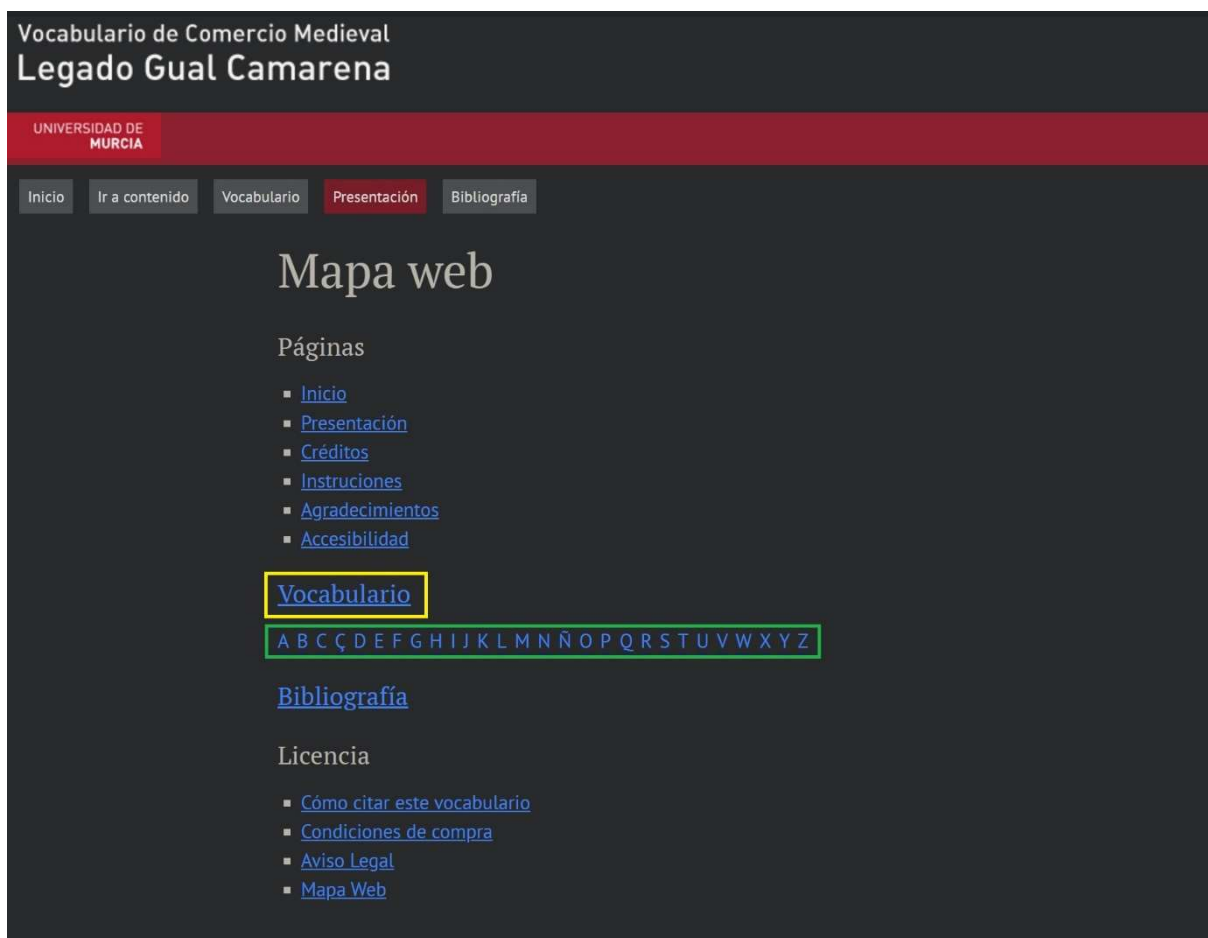 Vocabulario de Comercio Medieval
Legado Gual Camarena
UNIVERSIDAD DE
MURCIA
Inicio Ir a contenido Vocabulario Presentación Bibliografía
Mapa web
Páginas
Inicio
Presentación
Créditos
Instruciones
Agradecimientos
Accesibilidad
Vocabulario
A B C Ç D E F G H I J K L M N Ñ O P Q R S T U V W X Y Z
Bibliografía
Licencia
Cómo citar este vocabulario
Condiciones de compra
Aviso Legal
Mapa Web